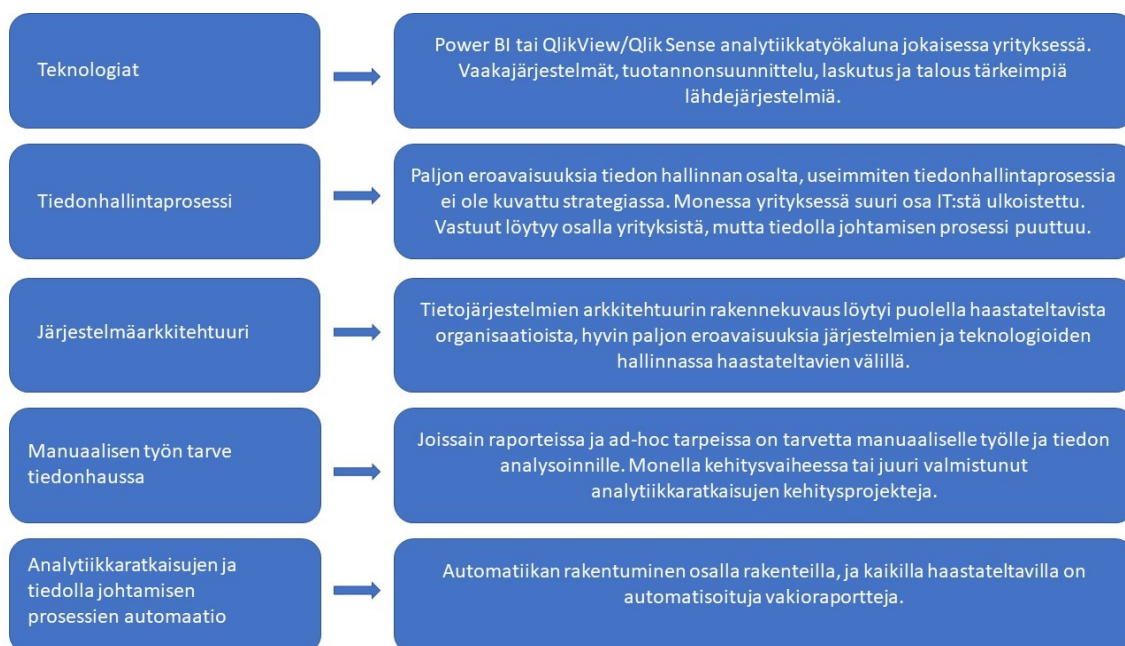 Teknologiat
Power BI tai QlikView/Qlik Sense analytiikkatyökaluna jokaisessa yrityksessä.
Vaakajärjestelmät, tuotannonsuunnittelu, laskutus ja talous tärkeimpiä
lähdejärjestelmiä.
Tiedonhallintaprosessi
Paljon eroavaisuuksia tiedon hallinnan osalta, useimmiten tiedonhallintaprosessia
ei ole kuvattu strategiassa. Monessa yrityksessä suuri osa IT:stä ulkoistettu.
Vastuut löytyy osalla yrityksistä, mutta tiedolla johtamisen prosessi puuttuu.
Järjestelmäarkkitehtuuri
Tietojärjestelmien arkkitehtuurin rakennekuvaus löytyi puolella haastateltavista
organisaatioista, hyvin paljon eroavaisuuksia järjestelmien ja teknologioiden
hallinnassa haastateltavien välillä.
Manuaalisen työn tarve
tiedonhaussa
Joissain raporteissa ja ad-hoc tarpeissa on tarvetta manuaaliselle työlle ja tiedon
analysoinnille. Monella kehitysvaiheessa tai juuri valmistunut
analytiikkaratkaisujen kehitysprojekteja.
Analytiikkaratkaisujen ja
tiedolla johtamisen
prosessien automaatio
Automatiikan rakentuminen osalla rakenteilla, ja kaikilla haastateltavilla on
automatisoituja vakioraportteja.